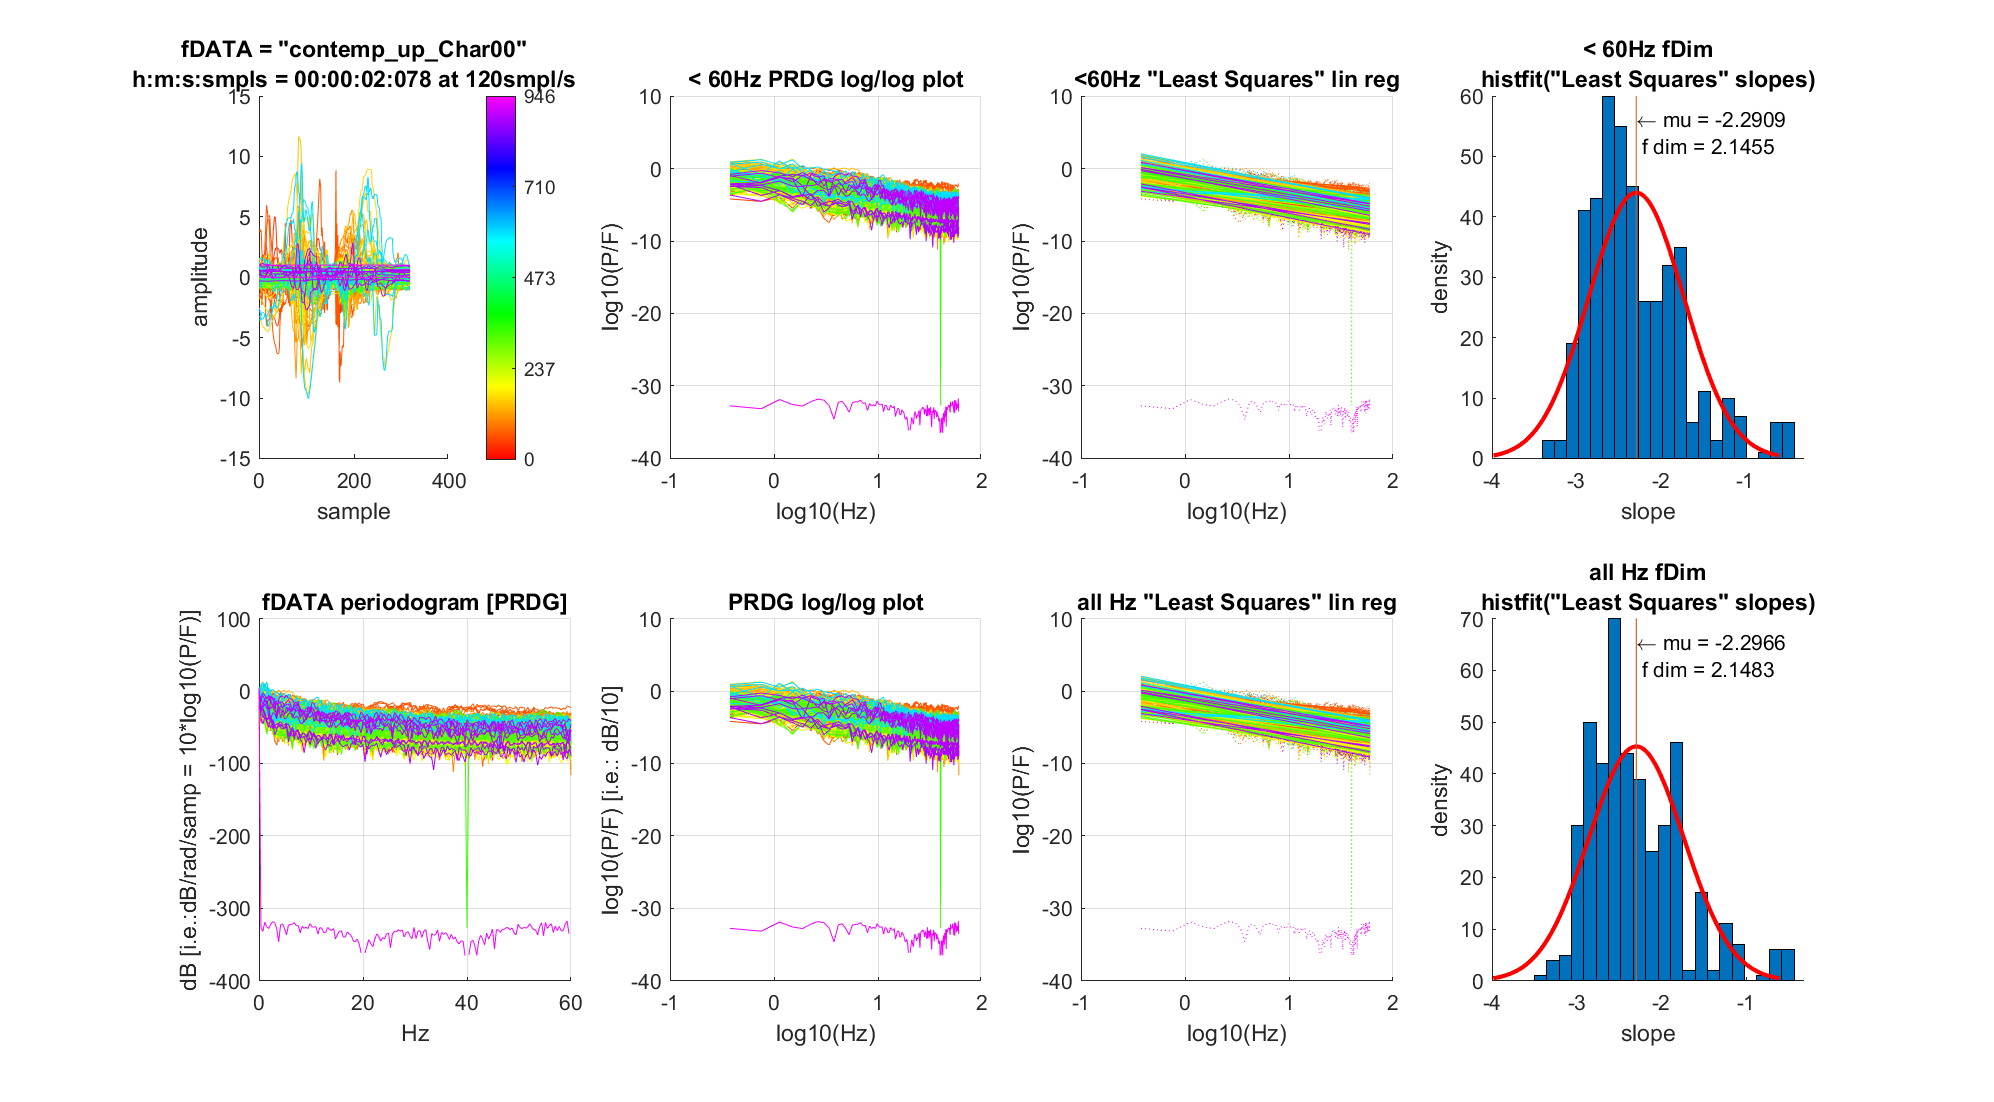 fDATA = "contemp_up_Char00"
h:m:s:smpls = 00:00:02:078 at 120smpl/s
15
10
5
0
-5
-10
-15
amplitude
0
200
400
sample
946
710
473
237
0
< 60Hz PRDG log/log plot
10
0
-10
-20
-30
-40
log10(P/F)
-1
0
1
2
log10(Hz)
<60Hz "Least Squares" lin reg
10
0
-10
-20
-30
-40
log10(P/F)
-1
0
1
2
log10(Hz)
< 60Hz fDim
histfit("Least Squares" slopes)
60
50
40
30
20
10
0
density
← mu = -2.2909
f dim = 2.1455
-4
-3
-2
-1
slope
fDATA periodogram [PRDG]
100
0
-100
-200
-300
-400
dB [i.e.:dB/rad/samp = 10*log10(P/F)]
0
20
40
60
Hz
PRDG log/log plot
10
0
-10
-20
-30
-40
log10(P/F) [i.e.: dB/10]
-1
0
1
2
log10(Hz)
all Hz "Least Squares" lin reg
10
0
-10
-20
-30
-40
log10(P/F)
-1
0
1
2
log10(Hz)
all Hz fDim
histfit("Least Squares" slopes)
70
60
50
40
30
20
10
0
density
← mu = -2.2966
f dim = 2.1483
-4
-3
-2
-1
slope